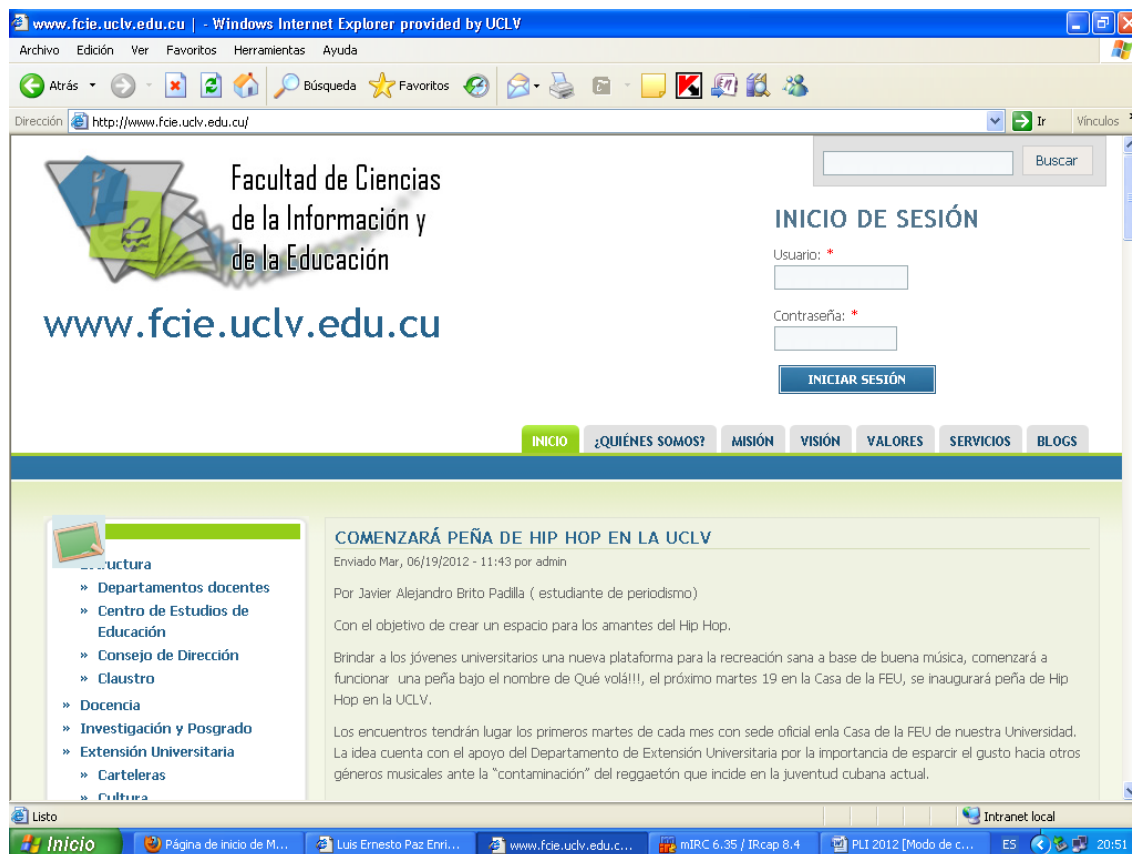 www.fcie.uclv.edu.cu | - Windows Internet Explorer provided by UCLV
Archivo Edición Ver Favoritos Herramientas Ayuda
Atrás Búsqueda Favoritos
Dirección http://www.fcie.uclv.edu.cu/ Ir Vínculos
Buscar
Facultad de Ciencias
de la Información y
de la Educación
www.fcie.uclv.edu.cu
INICIO DE SESIÓN
Usuario: *
Contraseña: *
INICIAR SESIÓN
INICIO ¿QUIÉNES SOMOS? MISIÓN VISIÓN VALORES SERVICIOS BLOGS
Estructura
» Departamentos docentes
» Centro de Estudios de
Educación
» Consejo de Dirección
» Claustro
» Docencia
» Investigación y Posgrado
» Extensión Universitaria
» Carteleras
» Cultura
COMENZARÁ PEÑA DE HIP HOP EN LA UCLV
Enviado Mar, 06/19/2012 - 11:43 por admin
Por Javier Alejandro Brito Padilla ( estudiante de periodismo)
Con el objetivo de crear un espacio para los amantes del Hip Hop.
Brindar a los jóvenes universitarios una nueva plataforma para la recreación sana a base de buena música, comenzará a
funcionar una peña bajo el nombre de Qué volá!!!, el próximo martes 19 en la Casa de la FEU, se inaugurará peña de Hip
Hop en la UCLV.
Los encuentros tendrán lugar los primeros martes de cada mes con sede oficial enla Casa de la FEU de nuestra Universidad.
La idea cuenta con el apoyo del Departamento de Extensión Universitaria por la importancia de esparcir el gusto hacia otros
géneros musicales ante la “contaminación” del reggaetón que incide en la juventud cubana actual.
Listo Intranet local
Inicio Página de inicio de M... Luis Ernesto Paz Enri... www.fcie.uclv.edu.c... mIRC 6.35 / IRcap 8.4 PLI 2012 [Modo de c... ES 20:51